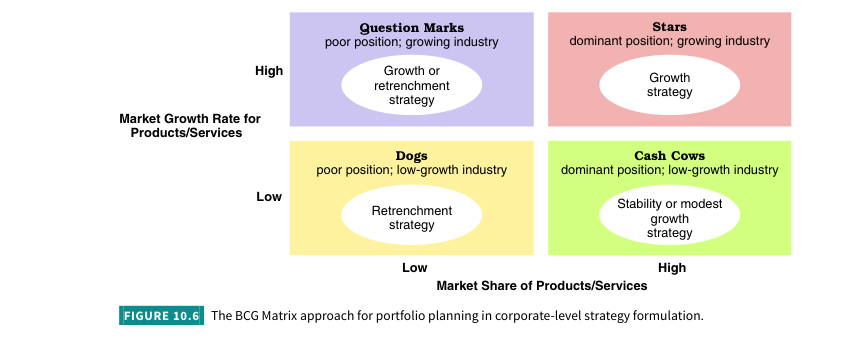 Question Marks
poor position; growing industry
Growth or
retrenchment
strategy
Stars
dominant position; growing industry
Growth
strategy
High
Market Growth Rate for
Products/Services
Dogs
poor position; low-growth industry
Retrenchment
strategy
Cash Cows
dominant position; low-growth industry
Stability or modest
growth
strategy
Low
Low
High
Market Share of Products/Services
FIGURE 10.6 The BCG Matrix approach for portfolio planning in corporate-level strategy formulation.